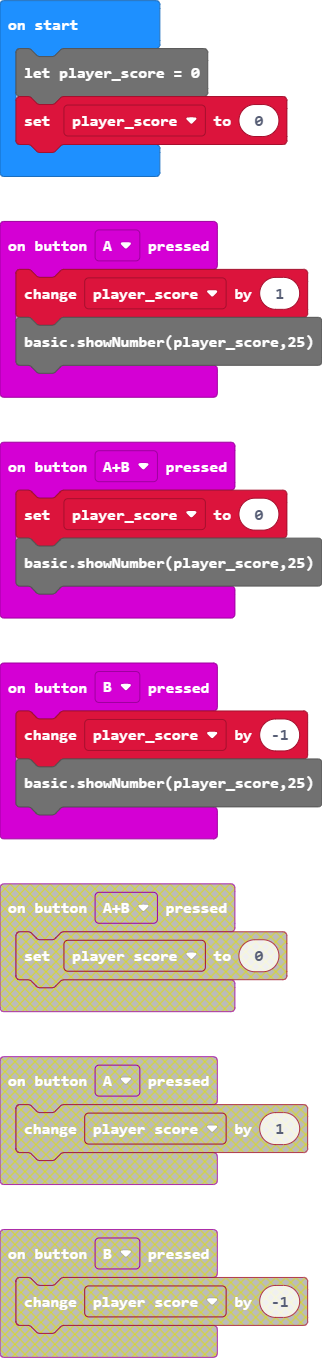 on start
let player_score = 0
set player_score to 0
on button A pressed
change player_score by 1
basic.showNumber(player_score,25)
on button A+B pressed
set player_score to 0
basic.showNumber(player_score,25)
on button B pressed
change player_score by -1
basic.showNumber(player_score,25)
on button A+B pressed
set player score to 0
on button A pressed
change player score by 1
on button B pressed
change player score by -1